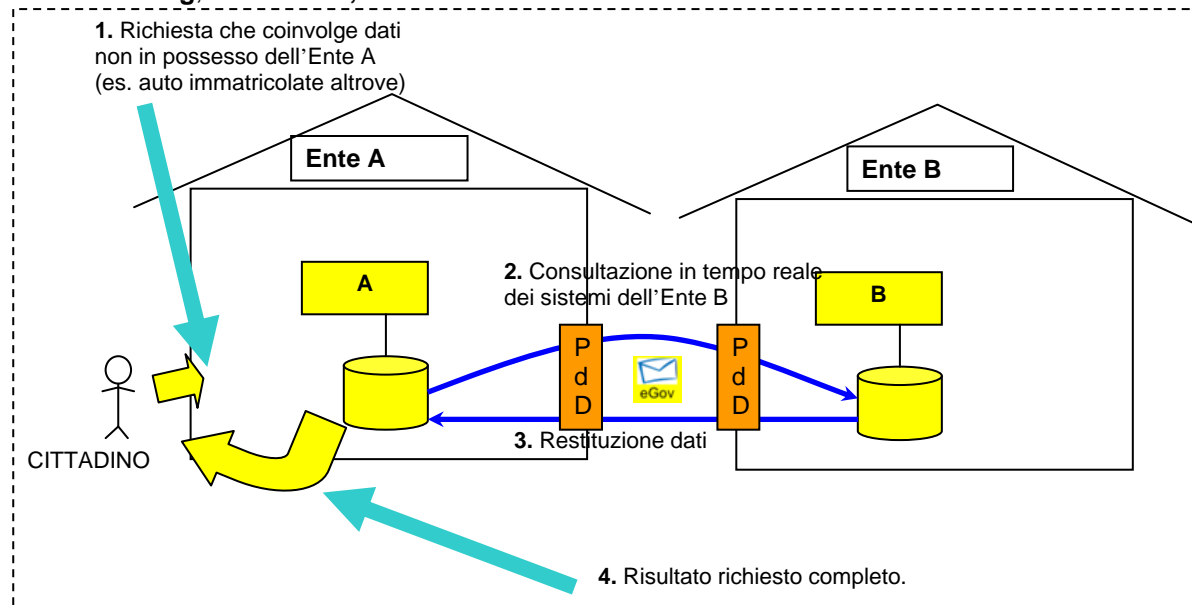 1. Richiesta che coinvolge dati
non in possesso dell'Ente A
(es. auto immatricolate altrove)
Ente A
Ente B
2. Consultazione in tempo reale
dei sistemi dell'Ente B
A
B
P
d
D
P
d
D
eGov
3. Restituzione dati
CITTADINO
4. Risultato richiesto completo.